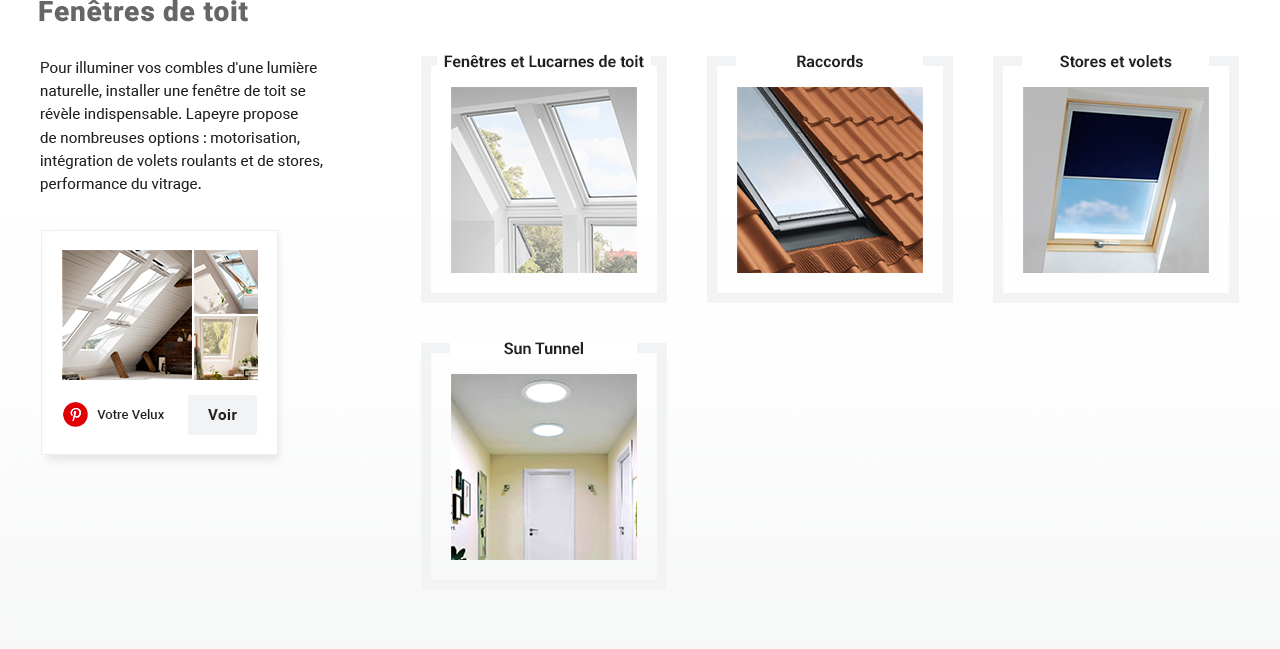 Fenêtres de toit
Pour illuminer vos combles d'une lumière
naturelle, installer une fenêtre de toit se
révèle indispensable. Lapeyre propose
de nombreuses options : motorisation,
intégration de volets roulants et de stores,
performance du vitrage.
Votre Velux
Voir
Fenêtres et Lucarnes de toit
Raccords
Stores et volets
Sun Tunnel